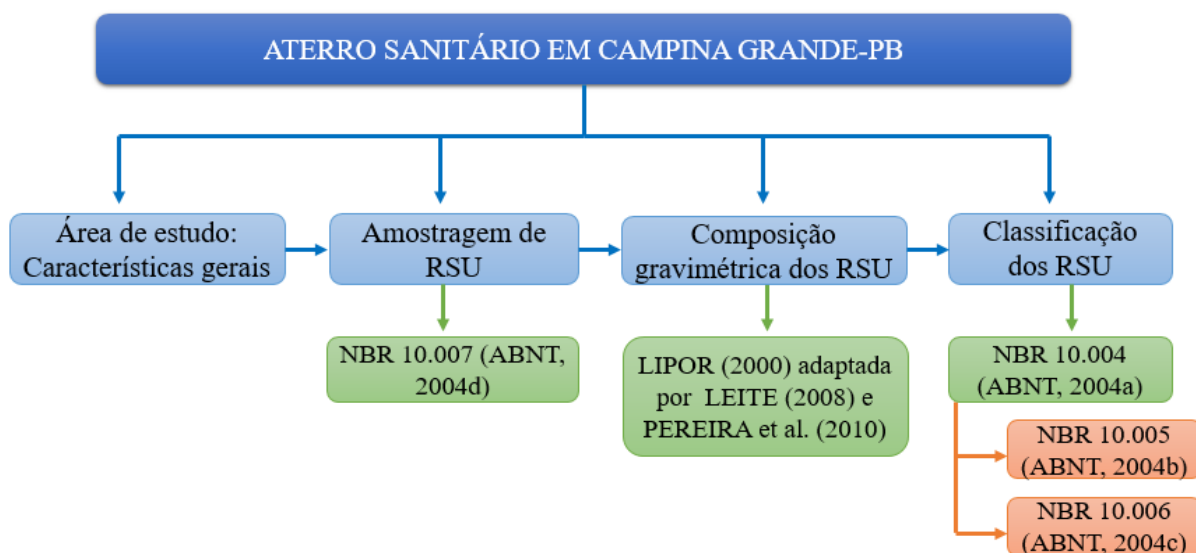 ATERRO SANITÁRIO EM CAMPINA GRANDE-PB
Área de estudo:
Características gerais
Amostragem de
RSU
Composição
gravimétrica dos RSU
Classificação
dos RSU
NBR 10.007 (ABNT,
2004d)
LIPOR (2000) adaptada
por LEITE (2008) e
PEREIRA et al. (2010)
NBR 10.004
(ABNT, 2004a)
NBR 10.005
(ABNT, 2004b)
NBR 10.006
(ABNT, 2004c)